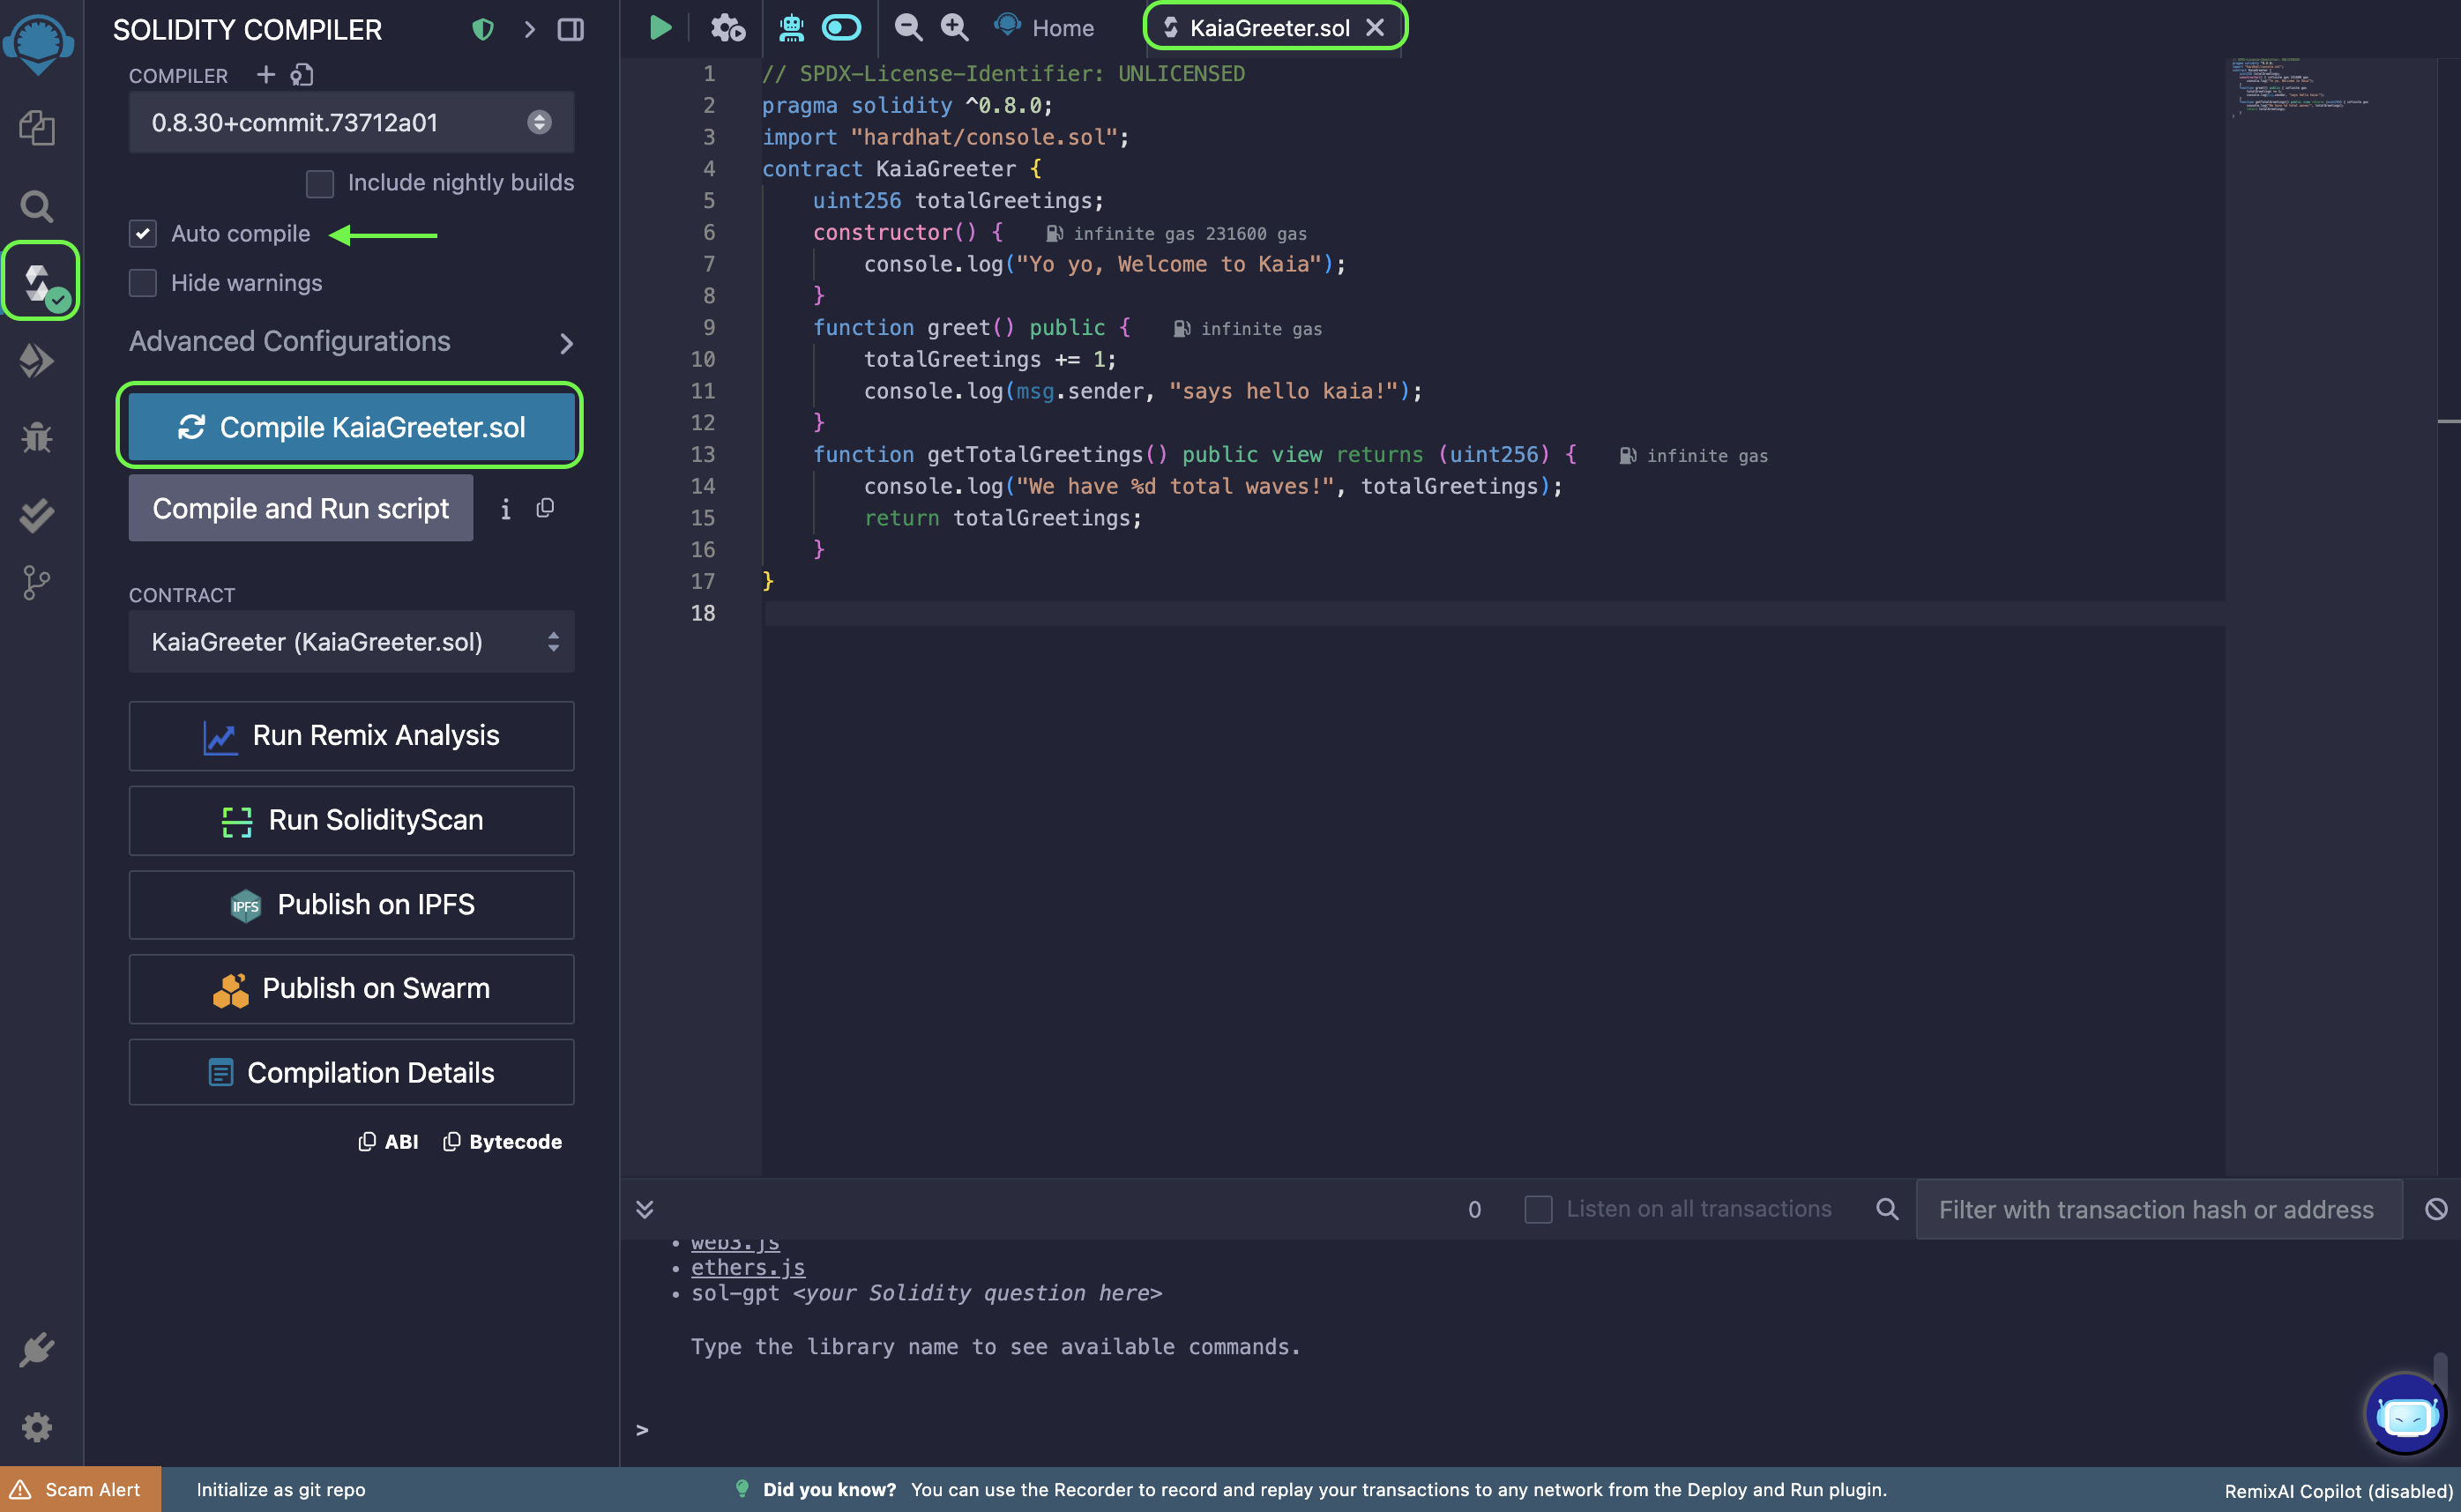 SOLIDITY COMPILER
COMPILER
0.8.30+commit.73712a01
Include nightly builds
Auto compile
Hide warnings
Advanced Configurations
Compile KaiaGreeter.sol
Compile and Run script
CONTRACT
KaiaGreeter (KaiaGreeter.sol)
Run Remix Analysis
Run SolidityScan
IPFS
Publish on IPFS
Publish on Swarm
Compilation Details
ABI Bytecode
Home KaiaGreeter.sol
1 // SPDX-License-Identifier: UNLICENSED
2 pragma solidity ^0.8.0;
3 import "hardhat/console.sol";
4 contract KaiaGreeter {
5 uint256 totalGreetings;
6 constructor() { infinite gas 231600 gas
7 console.log("Yo yo, Welcome to Kaia");
8 }
9 function greet() public { infinite gas
10 totalGreetings += 1;
11 console.log(msg.sender, "says hello kaia!");
12 }
13 function getTotalGreetings() public view returns (uint256) { infinite gas
14 console.log("We have %d total waves!", totalGreetings);
15 return totalGreetings;
16 }
17 }
18
0 Listen on all transactions Filter with transaction hash or address
• web3.js
• ethers.js
• sol-gpt <your Solidity question here>
Type the library name to see available commands.
>
Scam Alert Initialize as git repo Did you know? You can use the Recorder to record and replay your transactions to any network from the Deploy and Run plugin. RemixAI Copilot (disabled)